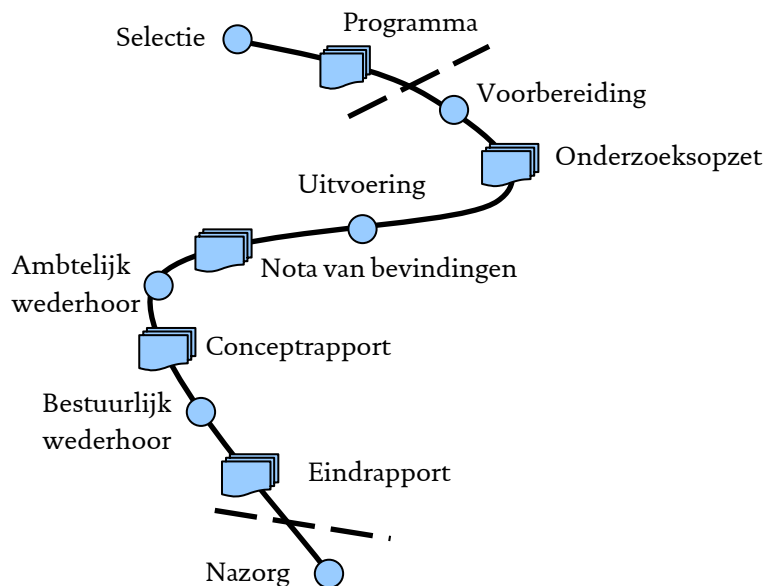 Programma
Selectie
Voorbereiding
Onderzoeksopzet
Uitvoering
Nota van bevindingen
Ambtelijk
wederhoor
Conceptrapport
Bestuurlijk
wederhoor
Eindrapport
Nazorg